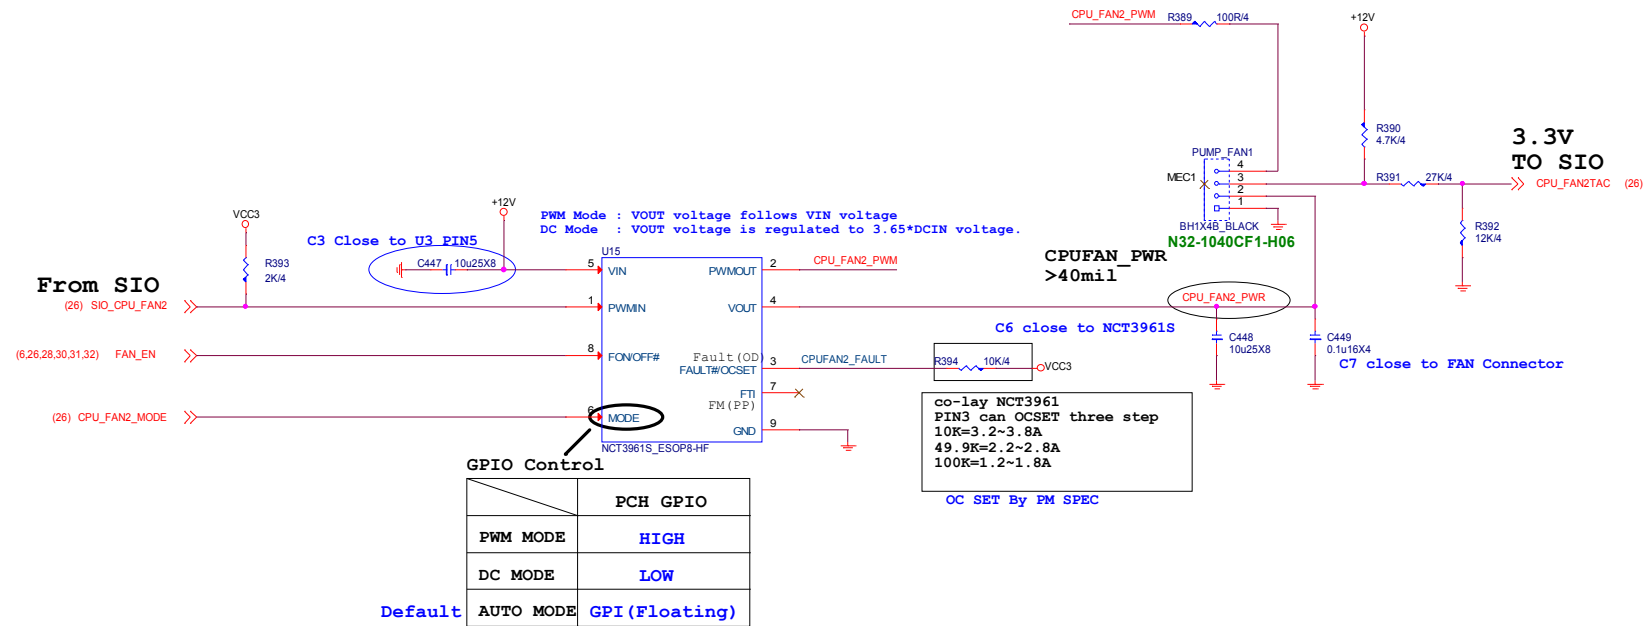 CPU_FAN2_PWM
R389
100R/4
+12V
R390
4.7K/4
3.3V
TO SIO
PUMP_FAN1
MEC1
4
3
2
1
R391
27K/4
CPU_FAN2TAC (26)
R392
12K/4
BH1X4B_BLACK
N32-1040CF1-H06
CPUFAN_PWR
>40mil
VCC3
+12V
PWM Mode : VOUT voltage follows VIN voltage
DC Mode : VOUT voltage is regulated to 3.65*DCIN voltage.
C3 Close to U3 PIN5
C447
10u25X8
R393
2K/4
From SIO
(26) SIO_CPU_FAN2
(6,26,28,30,31,32) FAN_EN
(26) CPU_FAN2_MODE
U15
5
VIN
1
PWMIN
8
FON/OFF#
6
MODE
PWMOUT
2
CPU_FAN2_PWM
VOUT
4
Fault(OD)
FAULT#/OCSET
3
CPUFAN2_FAULT
FTI
7
FM(PP)
GND
9
NCT3961S_ESOP8-HF
CPU_FAN2_PWR
C6 close to NCT3961S
C448
10u25X8
C449
0.1u16X4
C7 close to FAN Connector
R394
10K/4
VCC3
co-lay NCT3961
PIN3 can OCSET three step
10K=3.2~3.8A
49.9K=2.2~2.8A
100K=1.2~1.8A
OC SET By PM SPEC
GPIO Control
PCH GPIO
PWM MODE HIGH
DC MODE LOW
Default AUTO MODE GPI(Floating)